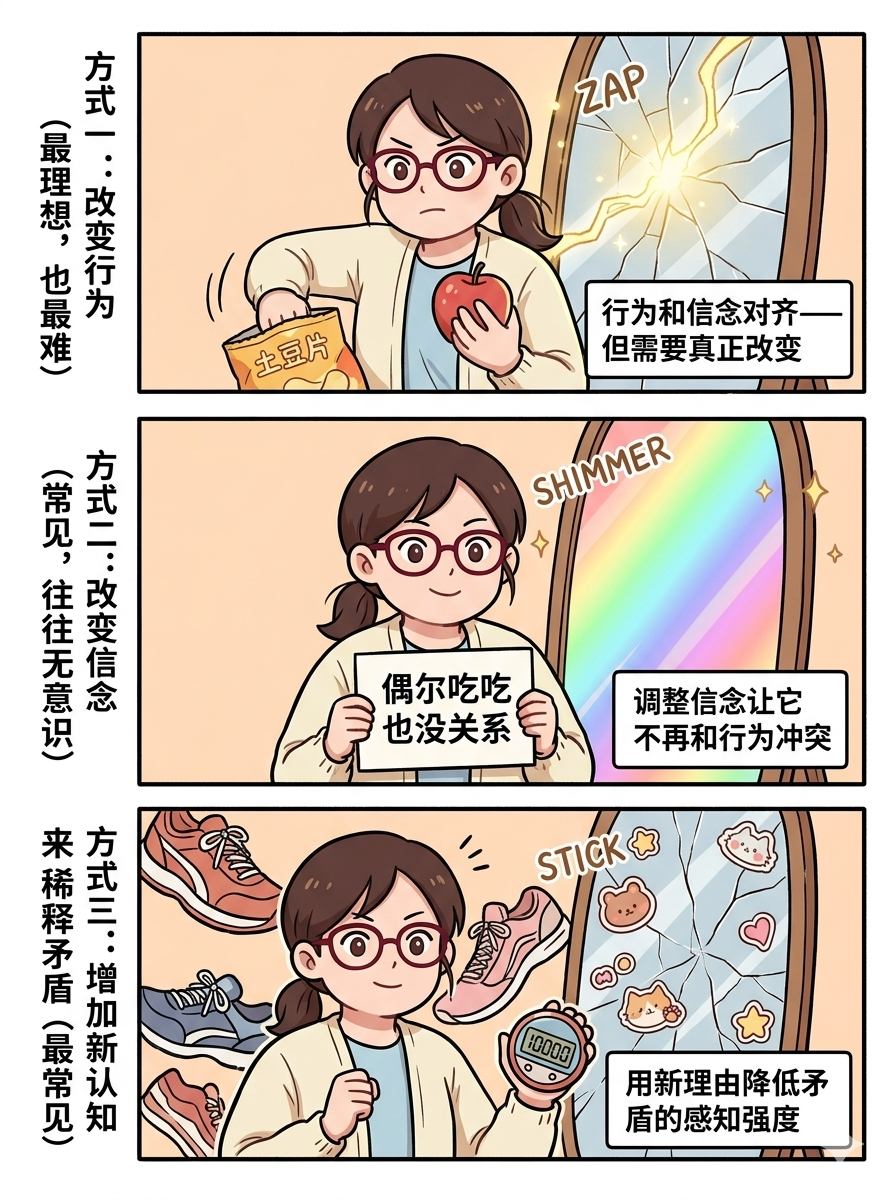 方式一：改变行为
（最理想，也最难）
ZAP
土豆片
行为和信念对齐——
但需要真正改变
方式二：改变信念
（常见，往往无意识）
SHIMMER
偶尔吃吃
也没关系
调整信念让它
不再和行为冲突
方式三：增加新认知
来稀释矛盾（最常见）
STICK
10000
用新理由降低矛
盾的感知强度